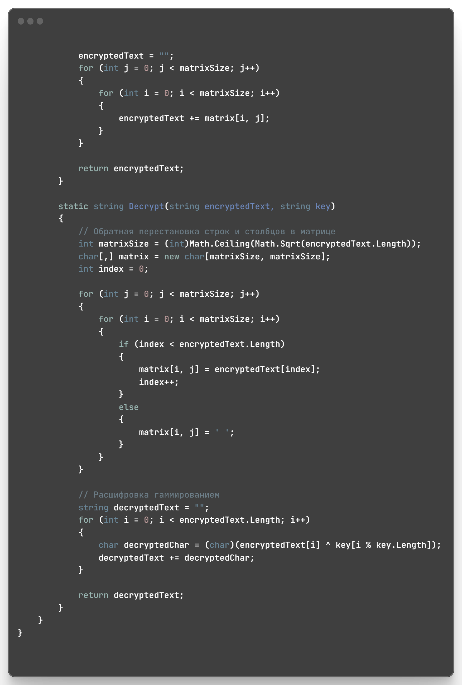 encryptedText = "";
for (int j = 0; j < matrixSize; j++)
{
for (int i = 0; i < matrixSize; i++)
{
encryptedText += matrix[i, j];
}
}
return encryptedText;
}
static string Decrypt(string encryptedText, string key)
{
// Обратная перестановка строк и столбцов в матрице
int matrixSize = (int)Math.Ceiling(Math.Sqrt(encryptedText.Length));
char[,] matrix = new char[matrixSize, matrixSize];
int index = 0;
for (int j = 0; j < matrixSize; j++)
{
for (int i = 0; i < matrixSize; i++)
{
if (index < encryptedText.Length)
{
matrix[i, j] = encryptedText[index];
index++;
}
else
{
matrix[i, j] = ' ';
}
}
}
// Расшифровка гаммированием
string decryptedText = "";
for (int i = 0; i < encryptedText.Length; i++)
{
char decryptedChar = (char)(encryptedText[i] ^ key[i % key.Length]);
decryptedText += decryptedChar;
}
return decryptedText;
}
}
}